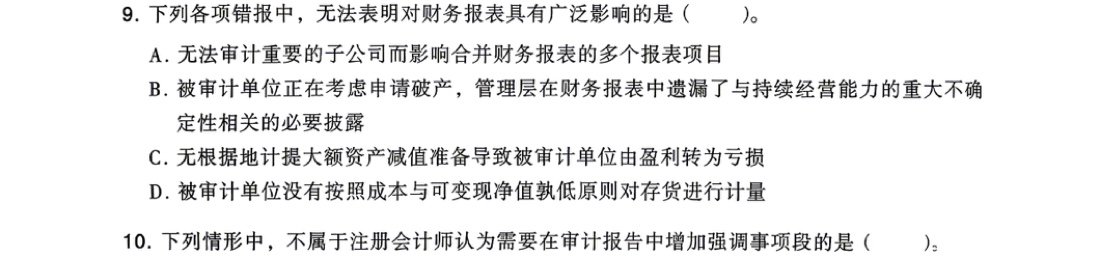 9. 下列各项错报中，无法表明对财务报表具有广泛影响的是（　　）。
A. 无法审计重要的子公司而影响合并财务报表的多个报表项目
B. 被审计单位正在考虑申请破产，管理层在财务报表中遗漏了与持续经营能力的重大不确
定性相关的必要披露
C. 无根据地计提大额资产减值准备导致被审计单位由盈利转为亏损
D. 被审计单位没有按照成本与可变现净值孰低原则对存货进行计量
10. 下列情形中，不属于注册会计师认为需要在审计报告中增加强调事项段的是（　　）。